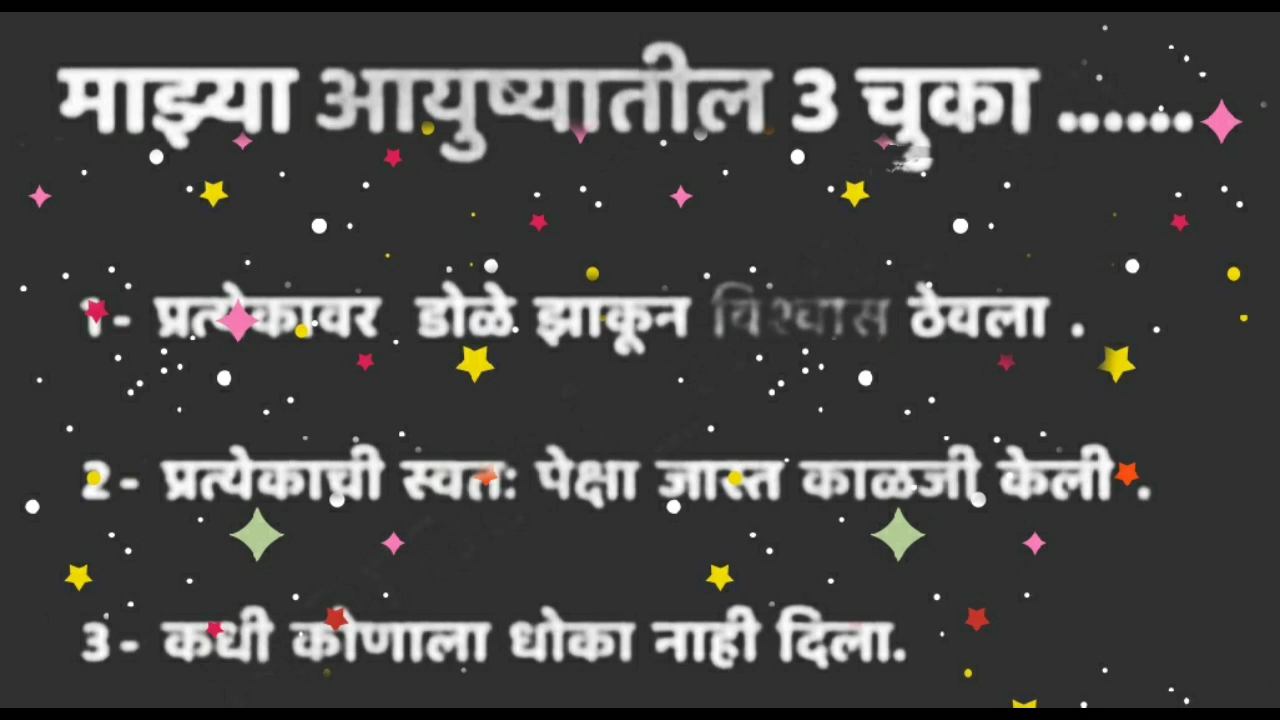 माझ्या आयुष्यातील 3 चुका ......
1- प्रत्येकावर डोळे झाकून विश्वास ठेवला .
2- प्रत्येकाची स्वतः पेक्षा जास्त काळजी केली .
3- कधी कोणाला धोका नाही दिला.